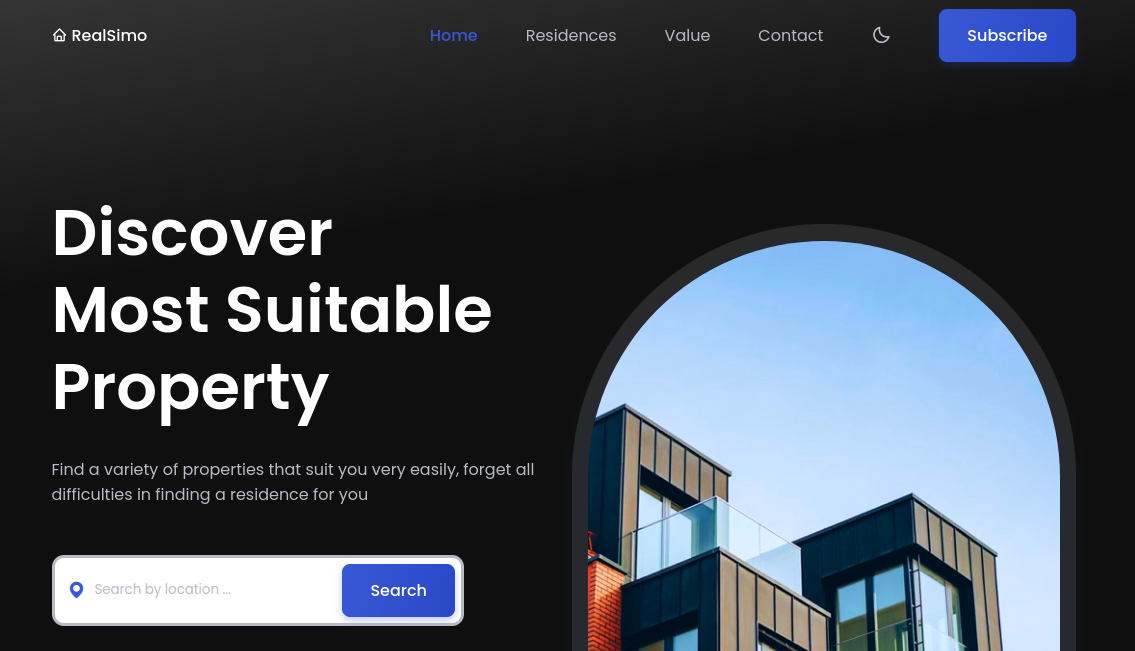 RealSimo
Home
Residences
Value
Contact
Subscribe
Discover
Most Suitable
Property
Find a variety of properties that suit you very easily, forget all
difficulties in finding a residence for you
Search by location ...
Search